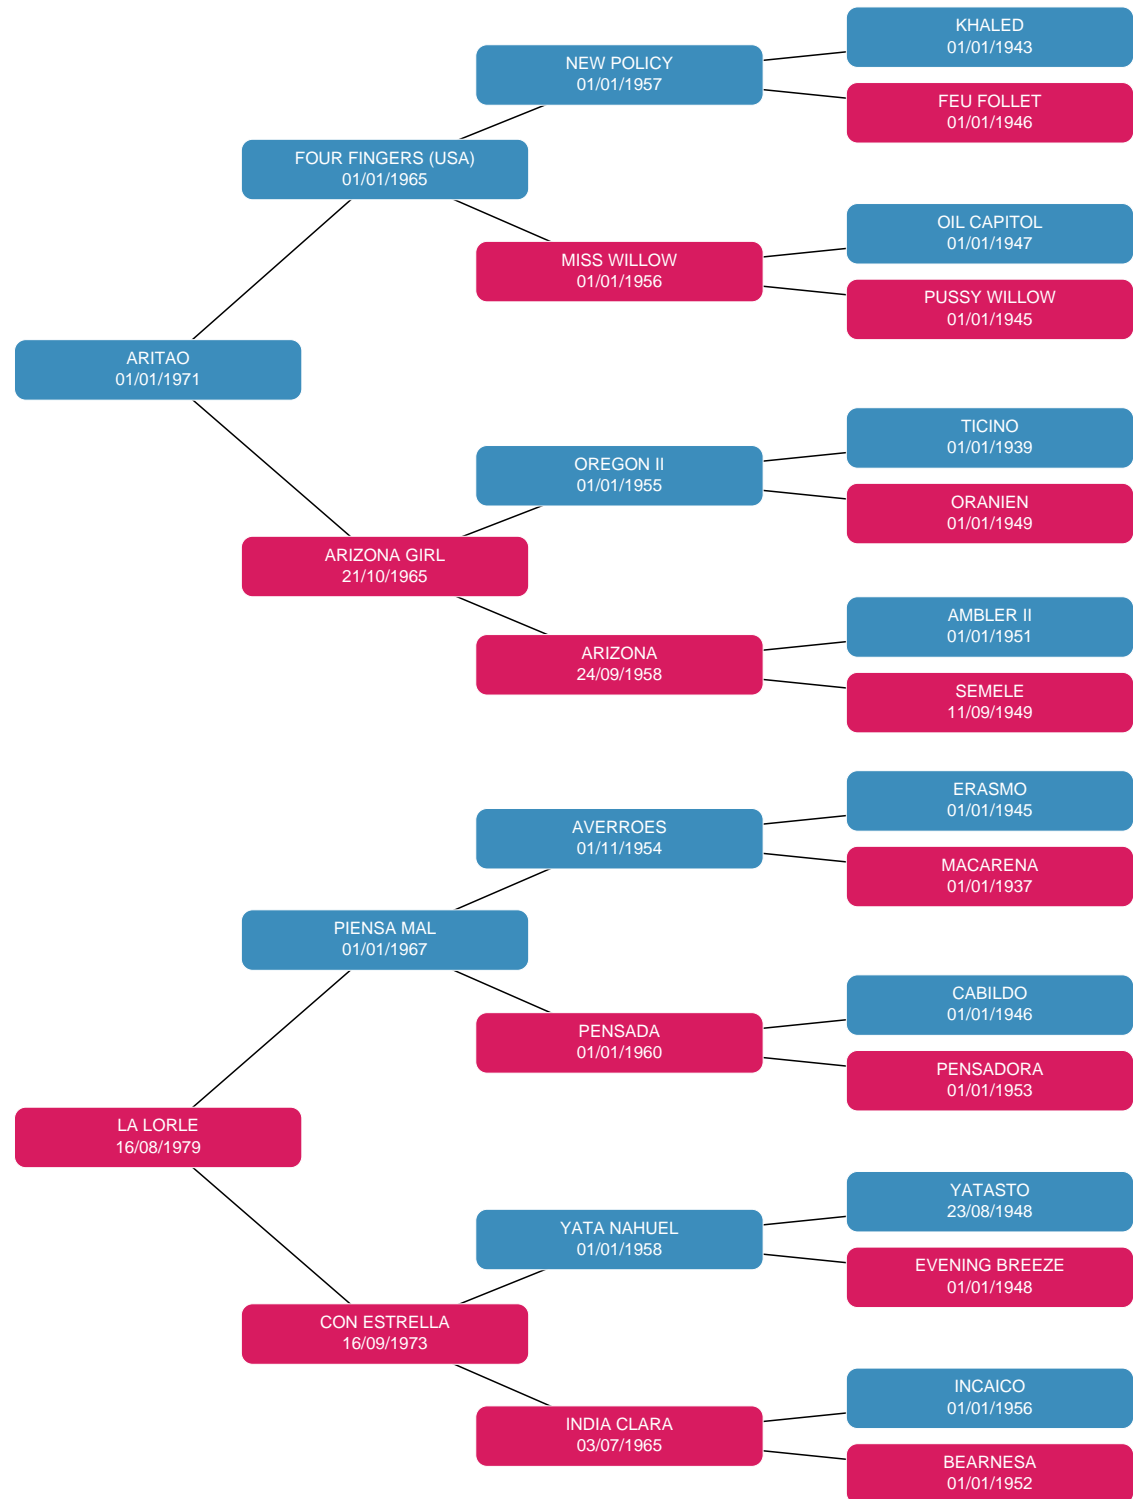 KHALED
01/01/1943
NEW POLICY
01/01/1957
FEU FOLLET
01/01/1946
FOUR FINGERS (USA)
01/01/1965
OIL CAPITOL
01/01/1947
MISS WILLOW
01/01/1956
PUSSY WILLOW
01/01/1945
ARITAO
01/01/1971
TICINO
01/01/1939
OREGON II
01/01/1955
ORANIEN
01/01/1949
ARIZONA GIRL
21/10/1965
AMBLER II
01/01/1951
ARIZONA
24/09/1958
SEMELE
11/09/1949
ERASMO
01/01/1945
AVERROES
01/11/1954
MACARENA
01/01/1937
PIENSA MAL
01/01/1967
CABILDO
01/01/1946
PENSADA
01/01/1960
PENSADORA
01/01/1953
LA LORLE
16/08/1979
YATASTO
23/08/1948
YATA NAHUEL
01/01/1958
EVENING BREEZE
01/01/1948
CON ESTRELLA
16/09/1973
INCAICO
01/01/1956
INDIA CLARA
03/07/1965
BEARNESA
01/01/1952